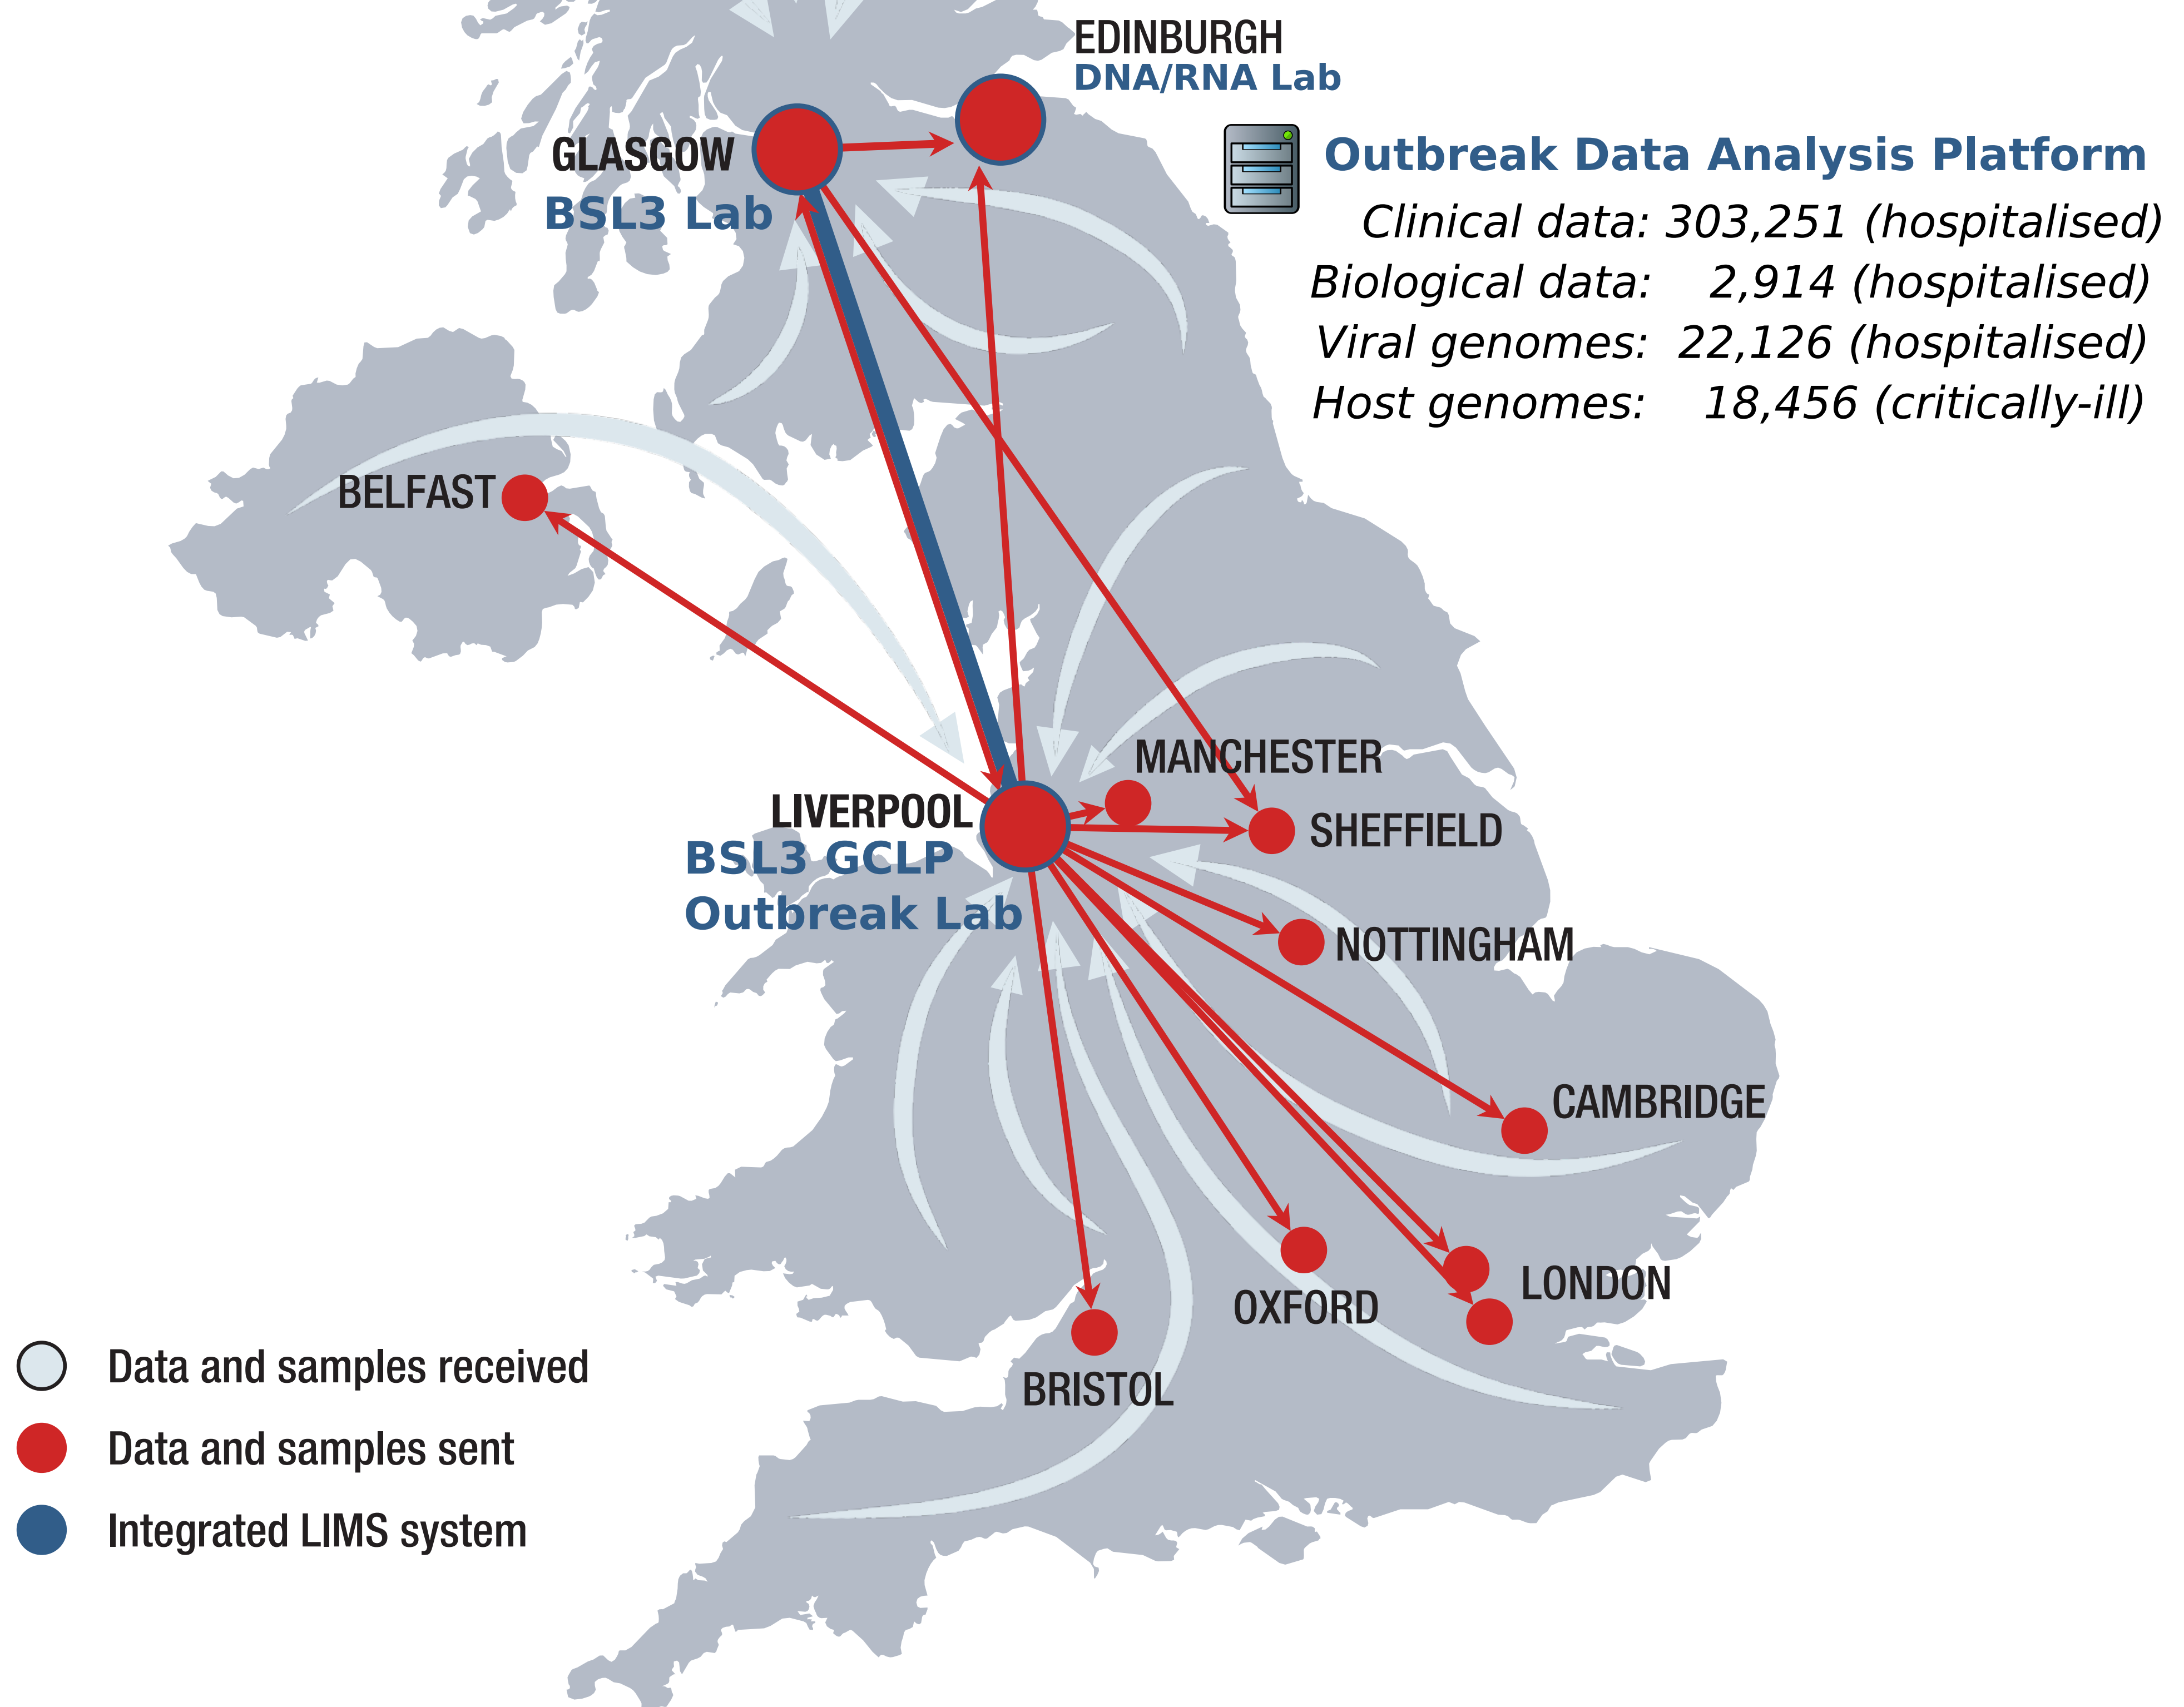 EDINBURGH
DNA/RNA Lab
GLASGOW
BSL3 Lab
Outbreak Data Analysis Platform
Clinical data: 303,251 (hospitalised)
Biological data: 2,914 (hospitalised)
Viral genomes: 22,126 (hospitalised)
Host genomes: 18,456 (critically-ill)
BELFAST
MANCHESTER
LIVERPOOL
BSL3 GCLP
Outbreak Lab
SHEFFIELD
NOTTINGHAM
CAMBRIDGE
LONDON
OXFORD
BRISTOL
Data and samples received
Data and samples sent
Integrated LIMS system